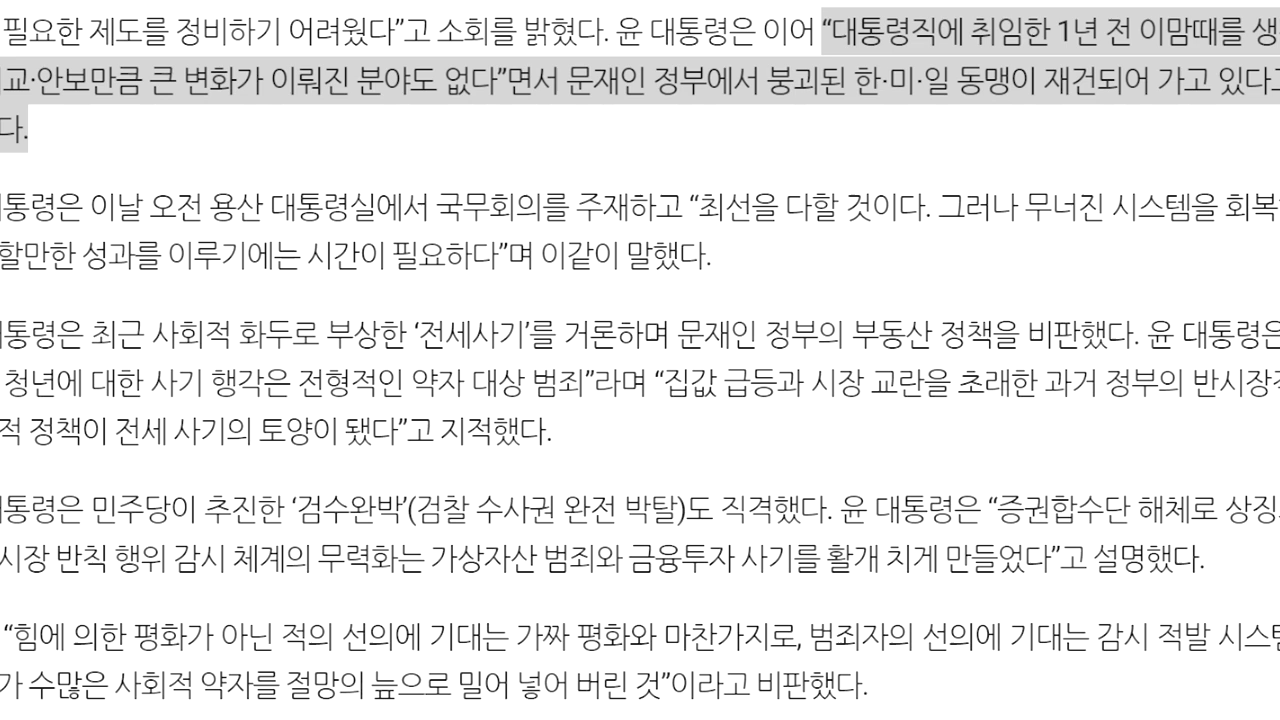 필요한 제도를 정비하기 어려웠다”고 소회를 밝혔다. 윤 대통령은 이어 “대통령직에 취임한 1년 전 이맘때를
교·안보만큼 큰 변화가 이뤄진 분야도 없다”면서 문재인 정부에서 붕괴된 한·미·일 동맹이 재건되어 가고 있다고
다.
통령은 이날 오전 용산 대통령실에서 국무회의를 주재하고 “최선을 다할 것이다. 그러나 무너진 시스템을 회복
할만한 성과를 이루기에는 시간이 필요하다”며 이같이 말했다.
통령은 최근 사회적 화두로 부상한 ‘전세사기’를 거론하며 문재인 정부의 부동산 정책을 비판했다. 윤 대통령은
청년에 대한 사기 행각은 전형적인 약자 대상 범죄”라며 “집값 급등과 시장 교란을 초래한 과거 정부의 반시장
적 정책이 전세 사기의 토양이 됐다”고 지적했다.
통령은 민주당이 추진한 ‘검수완박’(검찰 수사권 완전 박탈)도 직격했다. 윤 대통령은 “증권합수단 해체로 상징
시장 반칙 행위 감시 체계의 무력화는 가상자산 범죄와 금융투자 사기를 활개 치게 만들었다”고 설명했다.
“힘에 의한 평화가 아닌 적의 선의에 기대는 가짜 평화와 마찬가지로, 범죄자의 선의에 기대는 감시 적발 시스템
가 수많은 사회적 약자를 절망의 늪으로 밀어 넣어 버린 것”이라고 비판했다.